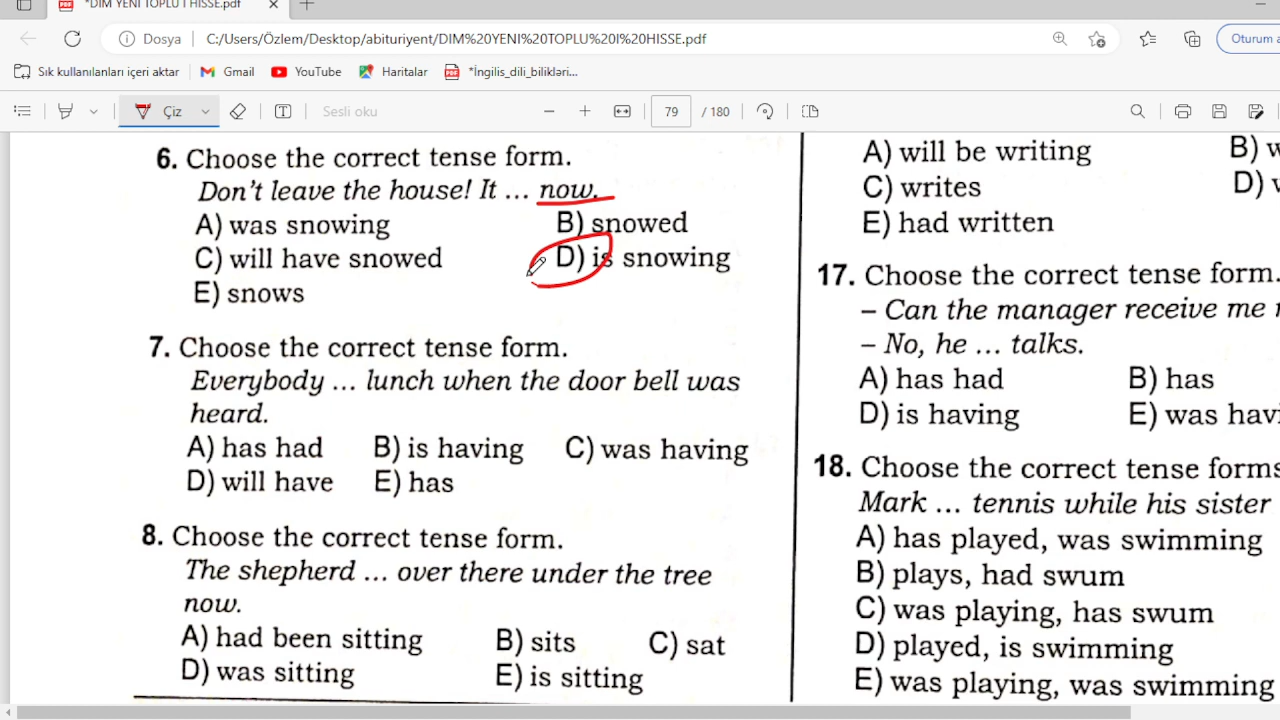 *DIM YENİ TOPLU I HISSE.pdf
Dosya
C:/Users/Özlem/Desktop/abituriyent/DIM%20YENI%20TOPLU%20I%20HISSE.pdf
Oturum a
Sık kullanılanları içeri aktar
Gmail
YouTube
Haritalar
*İngilis_dili_bilikləri...
Çiz
Sesli oku
79 / 180
6. Choose the correct tense form.
Don't leave the house! It ... now.
A) was snowing B) snowed
C) will have snowed D) is snowing
E) snows
7. Choose the correct tense form.
Everybody ... lunch when the door bell was
heard.
A) has had B) is having C) was having
D) will have E) has
8. Choose the correct tense form.
The shepherd ... over there under the tree
now.
A) had been sitting B) sits C) sat
D) was sitting E) is sitting
A) will be writing B)
C) writes D)
E) had written
17. Choose the correct tense form.
– Can the manager receive me
– No, he ... talks.
A) has had B) has
D) is having E) was havi
18. Choose the correct tense forms
Mark ... tennis while his sister
A) has played, was swimming
B) plays, had swum
C) was playing, has swum
D) played, is swimming
E) was playing, was swimming